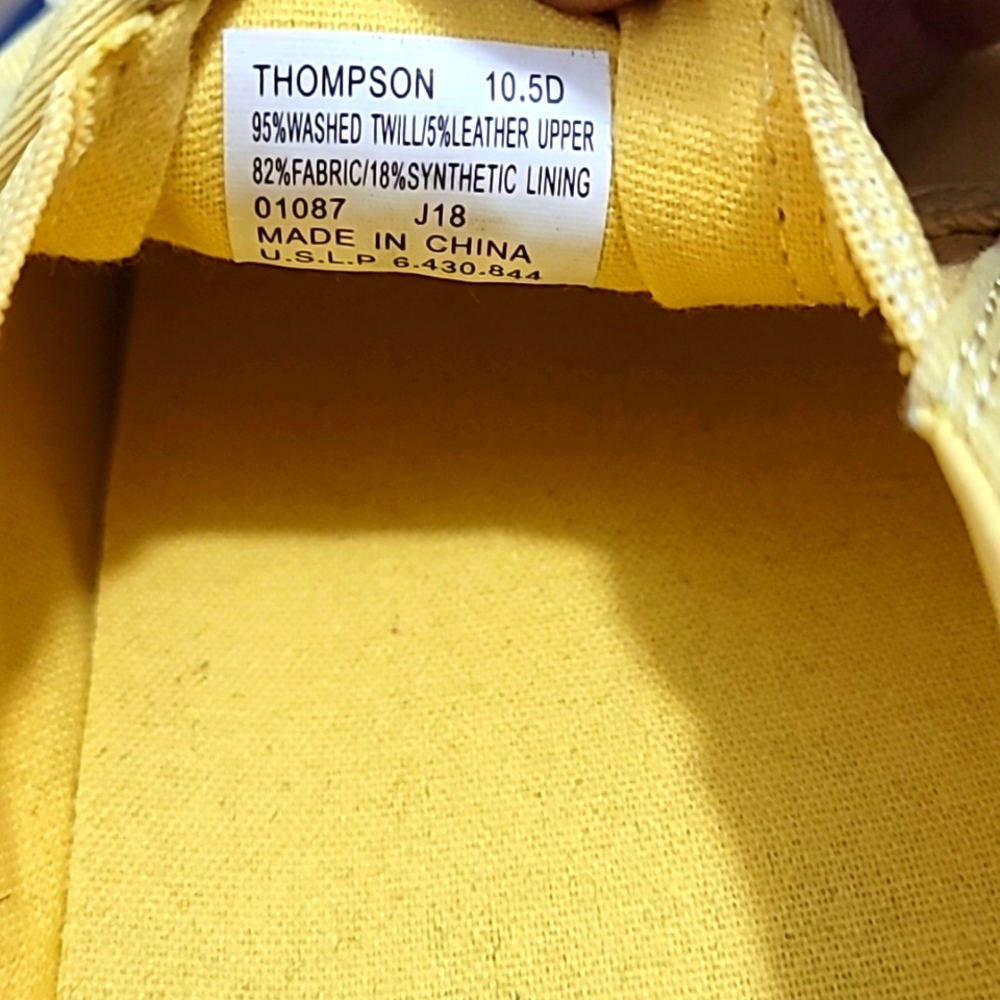 THOMPSON 10.5D
95%WASHED TWILL/5%LEATHER UPPER
82%FABRIC/18%SYNTHETIC LINING
01087 J18
MADE IN CHINA
U.S.L.P 6.430.844